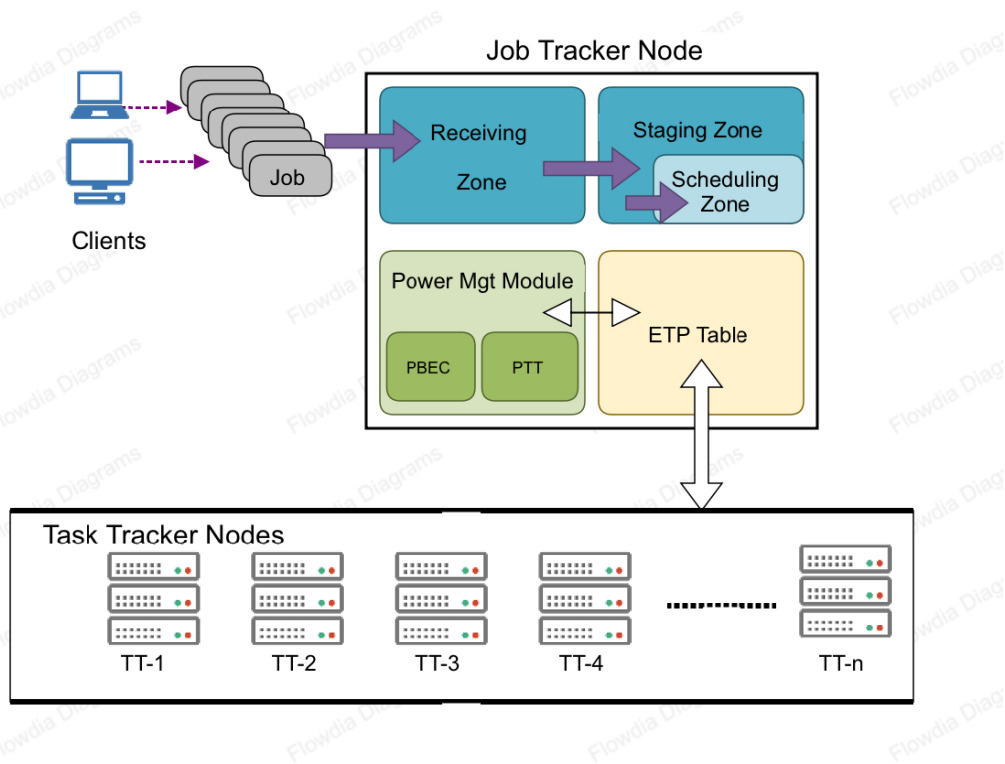 Flowdia Diagrams
Job Tracker Node
Receiving
Zone
Staging Zone
Scheduling
Zone
Job
Clients
Power Mgt Module
PBEC
PTT
ETP Table
Task Tracker Nodes
TT-1
TT-2
TT-3
TT-4
TT-n